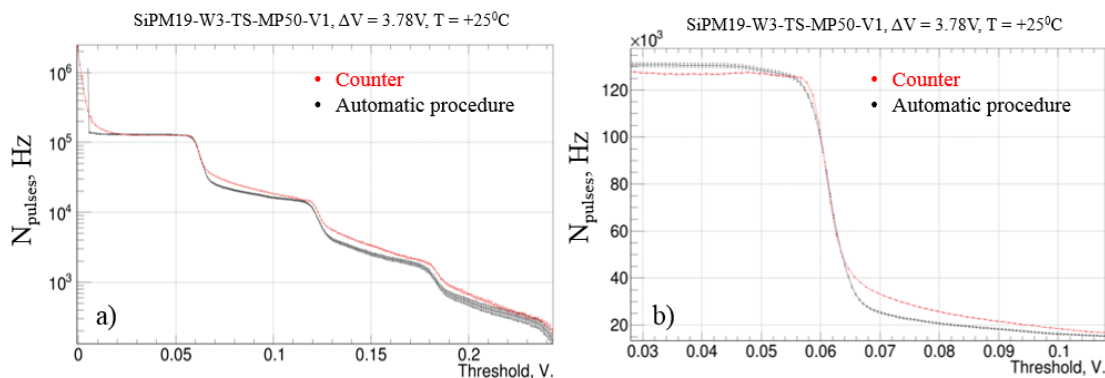 SiPM19-W3-TS-MP50-V1, ΔV = 3.78V, T = +25⁰C
10⁶
10⁵
10⁴
10³
N_pulses, Hz
• Counter
• Automatic procedure
a)
0 0.05 0.1 0.15 0.2
Threshold, V.
SiPM19-W3-TS-MP50-V1, ΔV = 3.78V, T = +25⁰C
×10³
120
100
80
60
40
20
N_pulses, Hz
• Counter
• Automatic procedure
b)
0.03 0.04 0.05 0.06 0.07 0.08 0.09 0.1
Threshold, V.